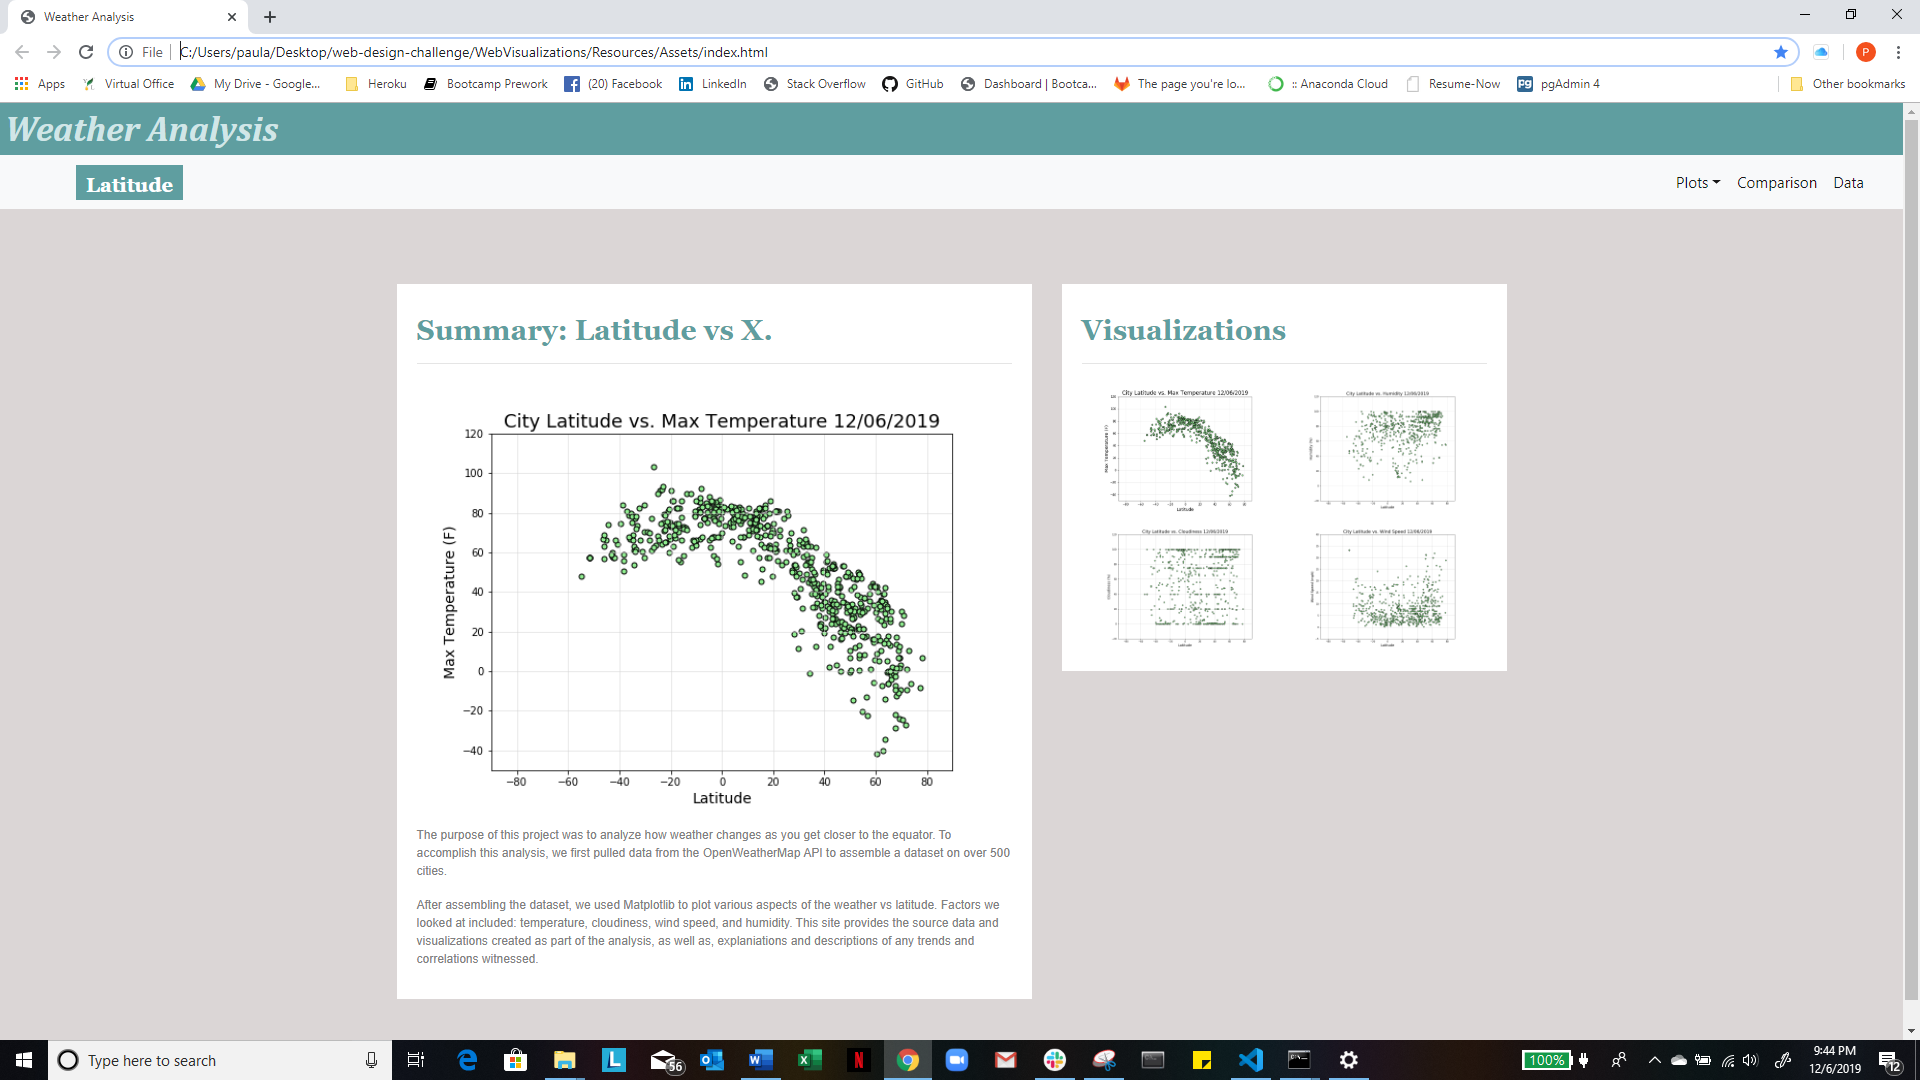 Weather Analysis
File
C:/Users/paula/Desktop/web-design-challenge/WebVisualizations/Resources/Assets/index.html
P
Apps
Virtual Office
My Drive - Google...
Heroku
Bootcamp Prework
(20) Facebook
LinkedIn
Stack Overflow
GitHub
Dashboard | Bootca...
The page you're lo...
:: Anaconda Cloud
Resume-Now
pgAdmin 4
Other bookmarks
Weather Analysis
Latitude
Plots
Comparison
Data
Summary: Latitude vs X.
City Latitude vs. Max Temperature 12/06/2019
120
100
80
60
40
20
0
−20
−40
Max Temperature (F)
−80 −60 −40 −20 0 20 40 60 80
Latitude
The purpose of this project was to analyze how weather changes as you get closer to the equator. To
accomplish this analysis, we first pulled data from the OpenWeatherMap API to assemble a dataset on over 500
cities.
After assembling the dataset, we used Matplotlib to plot various aspects of the weather vs latitude. Factors we
looked at included: temperature, cloudiness, wind speed, and humidity. This site provides the source data and
visualizations created as part of the analysis, as well as, explaniations and descriptions of any trends and
correlations witnessed.
Visualizations
City Latitude vs. Max Temperature 12/06/2019
Max Temperature (F)
Latitude
City Latitude vs. Humidity 12/06/2019
Latitude
City Latitude vs. Cloudiness 12/06/2019
Latitude
City Latitude vs. Wind Speed 12/06/2019
Latitude
Type here to search
56
100%
9:44 PM
12/6/2019
12